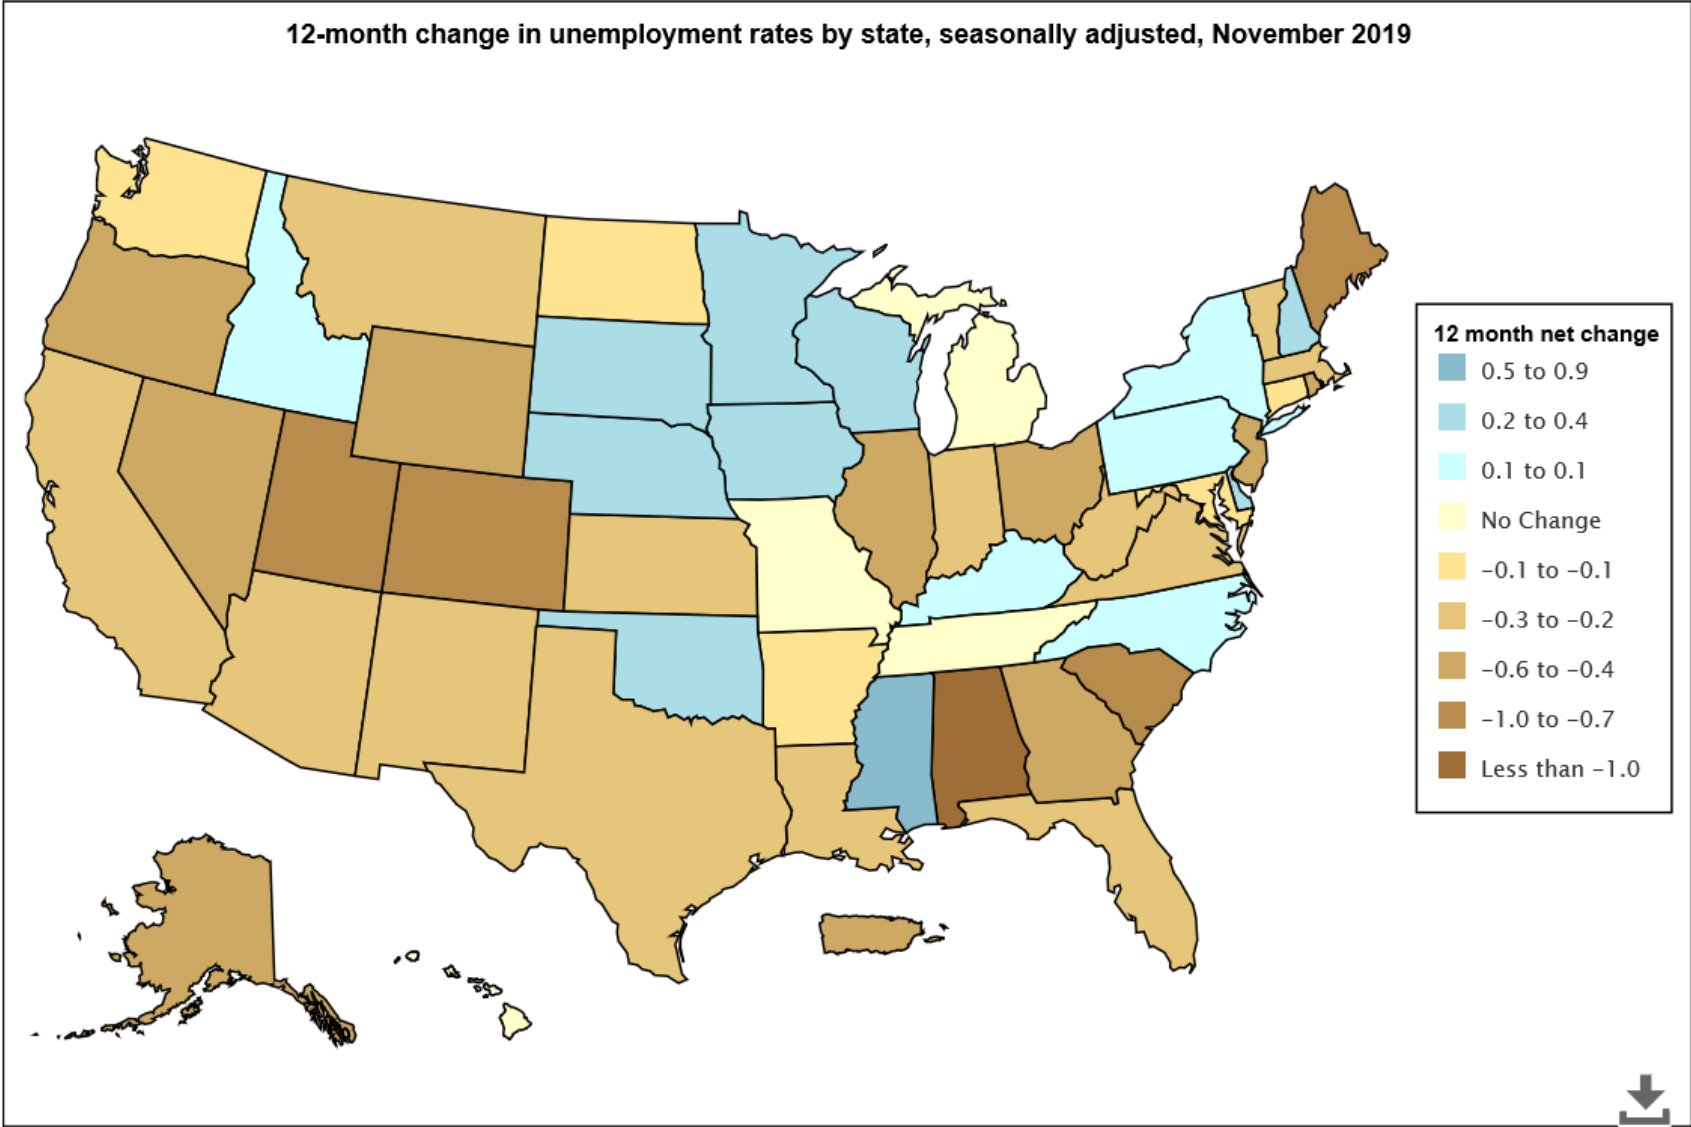 12-month change in unemployment rates by state, seasonally adjusted, November 2019
12 month net change
0.5 to 0.9
0.2 to 0.4
0.1 to 0.1
No Change
−0.1 to −0.1
−0.3 to −0.2
−0.6 to −0.4
−1.0 to −0.7
Less than −1.0